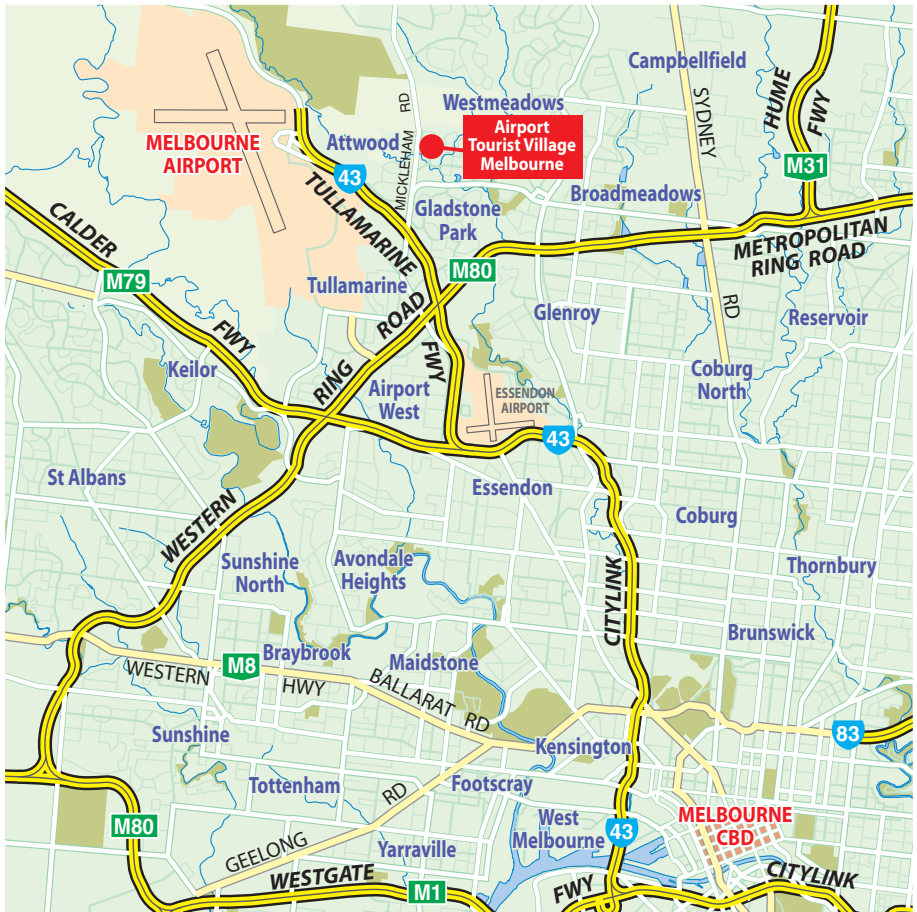 Campbellfield
HUME
FWY
SYDNEY
RD
Westmeadows
MICKLEHAM RD
Airport
Tourist Village
Melbourne
MELBOURNE
AIRPORT
Attwood
43
M31
TULLAMARINE
FWY
Broadmeadows
Gladstone
Park
METROPOLITAN
RING ROAD
CALDER
FWY
M79
M80
Tullamarine
Glenroy
Reservoir
RING ROAD
Keilor
Airport
West
ESSENDON
AIRPORT
Coburg
North
43
St Albans
Essendon
WESTERN
Coburg
Sunshine
North
Avondale
Heights
Thornbury
CITYLINK
Brunswick
Braybrook
Maidstone
M8
WESTERN HWY
BALLARAT RD
Sunshine
Kensington
83
Tottenham
Footscray
M80
GEELONG RD
Yarraville
West
Melbourne
43
MELBOURNE
CBD
WESTGATE
FWY
M1
CITYLINK